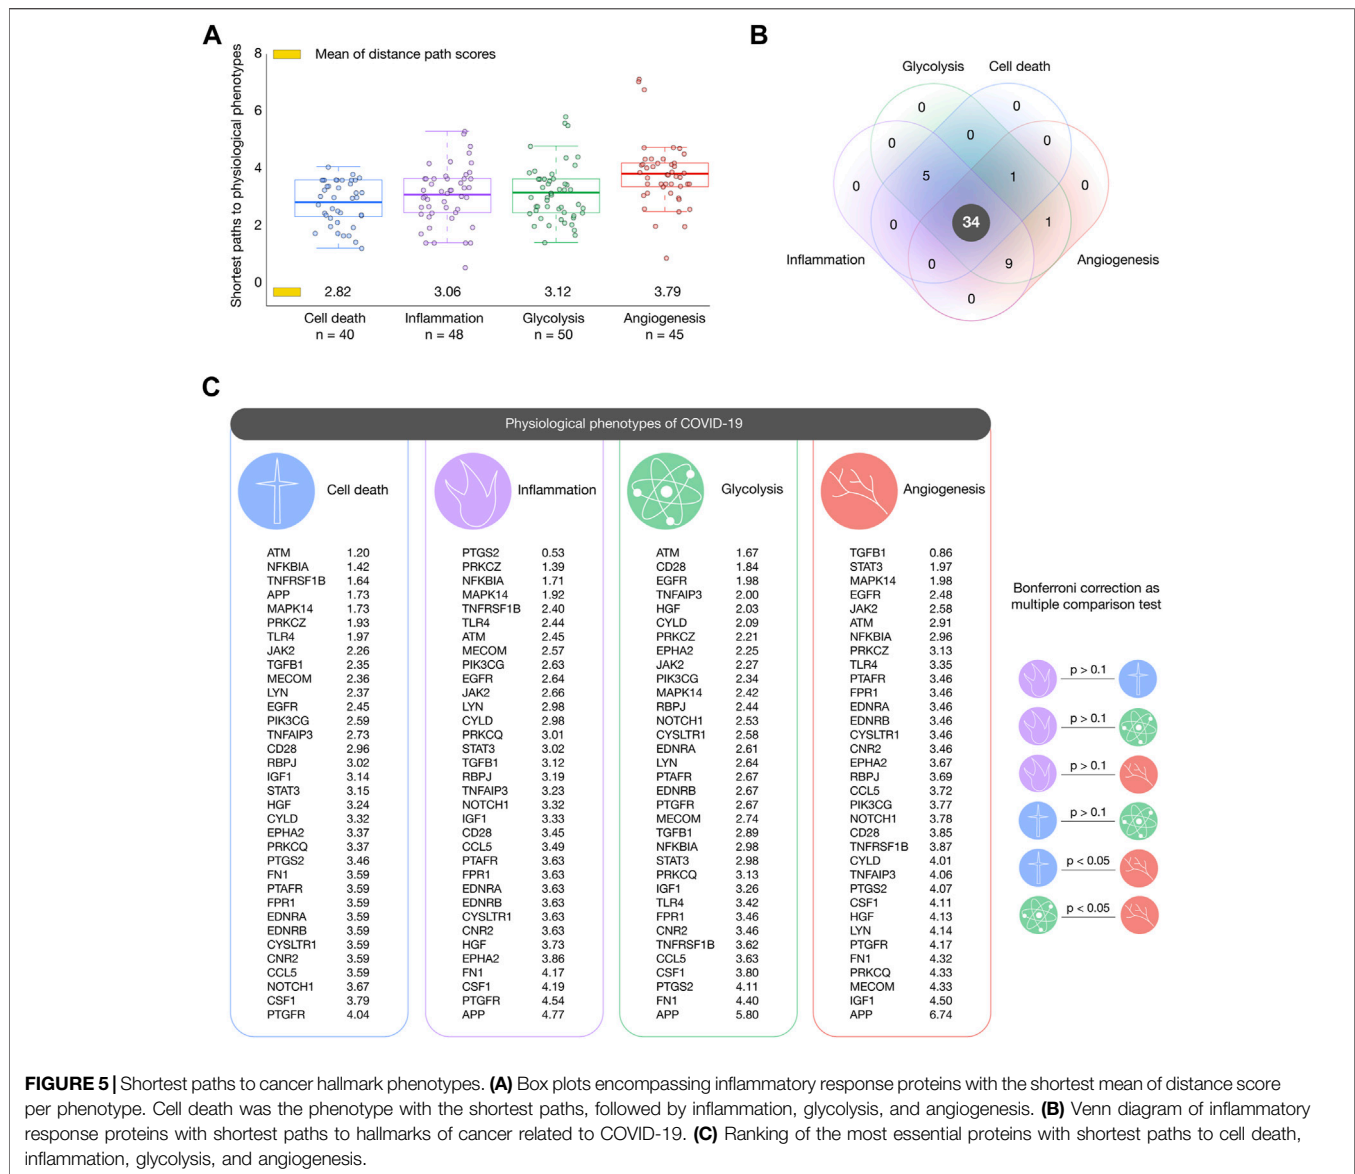 A
Shortest paths to physiological phenotypes
8
6
4
2
0
Mean of distance path scores
2.82 3.06 3.12 3.79
Cell death Inflammation Glycolysis Angiogenesis
n = 40 n = 48 n = 50 n = 45
B
Glycolysis Cell death
0 0
0 0 0
0 5 1 0
0 34 1
Inflammation Angiogenesis
0 9
0
C
Physiological phenotypes of COVID-19
Cell death
ATM 1.20
NFKBIA 1.42
TNFRSF1B 1.64
APP 1.73
MAPK14 1.73
PRKCZ 1.93
TLR4 1.97
JAK2 2.26
TGFB1 2.35
MECOM 2.36
LYN 2.37
EGFR 2.45
PIK3CG 2.59
TNFAIP3 2.73
CD28 2.96
RBPJ 3.02
IGF1 3.14
STAT3 3.15
HGF 3.24
CYLD 3.32
EPHA2 3.37
PRKCQ 3.37
PTGS2 3.46
FN1 3.59
PTAFR 3.59
FPR1 3.59
EDNRA 3.59
EDNRB 3.59
CYSLTR1 3.59
CNR2 3.59
CCL5 3.59
NOTCH1 3.67
CSF1 3.79
PTGFR 4.04
Inflammation
PTGS2 0.53
PRKCZ 1.39
NFKBIA 1.71
MAPK14 1.92
TNFRSF1B 2.40
TLR4 2.44
ATM 2.45
MECOM 2.57
PIK3CG 2.63
EGFR 2.64
JAK2 2.66
LYN 2.98
CYLD 2.98
PRKCQ 3.01
STAT3 3.02
TGFB1 3.12
RBPJ 3.19
TNFAIP3 3.23
NOTCH1 3.32
IGF1 3.33
CD28 3.45
CCL5 3.49
PTAFR 3.63
FPR1 3.63
EDNRA 3.63
EDNRB 3.63
CYSLTR1 3.63
CNR2 3.63
HGF 3.73
EPHA2 3.86
FN1 4.17
CSF1 4.19
PTGFR 4.54
APP 4.77
Glycolysis
ATM 1.67
CD28 1.84
EGFR 1.98
TNFAIP3 2.00
HGF 2.03
CYLD 2.09
PRKCZ 2.21
EPHA2 2.25
JAK2 2.27
PIK3CG 2.34
MAPK14 2.42
RBPJ 2.44
NOTCH1 2.53
CYSLTR1 2.58
EDNRA 2.61
LYN 2.64
PTAFR 2.67
EDNRB 2.67
PTGFR 2.67
MECOM 2.74
TGFB1 2.89
NFKBIA 2.98
STAT3 2.98
PRKCQ 3.13
IGF1 3.26
TLR4 3.42
FPR1 3.46
CNR2 3.46
TNFRSF1B 3.62
CCL5 3.63
CSF1 3.80
PTGS2 4.11
FN1 4.40
APP 5.80
Angiogenesis
TGFB1 0.86
STAT3 1.97
MAPK14 1.98
EGFR 2.48
JAK2 2.58
ATM 2.91
NFKBIA 2.96
PRKCZ 3.13
TLR4 3.35
PTAFR 3.46
FPR1 3.46
EDNRA 3.46
EDNRB 3.46
CYSLTR1 3.46
CNR2 3.46
EPHA2 3.67
RBPJ 3.69
CCL5 3.72
PIK3CG 3.77
NOTCH1 3.78
CD28 3.85
TNFRSF1B 3.87
CYLD 4.01
TNFAIP3 4.06
PTGS2 4.07
CSF1 4.11
HGF 4.13
LYN 4.14
PTGFR 4.17
FN1 4.32
PRKCQ 4.33
MECOM 4.33
IGF1 4.50
APP 6.74
Bonferroni correction as
multiple comparison test
p > 0.1
p > 0.1
p > 0.1
p > 0.1
p < 0.05
p < 0.05
FIGURE 5 | Shortest paths to cancer hallmark phenotypes. (A) Box plots encompassing inflammatory response proteins with the shortest mean of distance score
per phenotype. Cell death was the phenotype with the shortest paths, followed by inflammation, glycolysis, and angiogenesis. (B) Venn diagram of inflammatory
response proteins with shortest paths to hallmarks of cancer related to COVID-19. (C) Ranking of the most essential proteins with shortest paths to cell death,
inflammation, glycolysis, and angiogenesis.